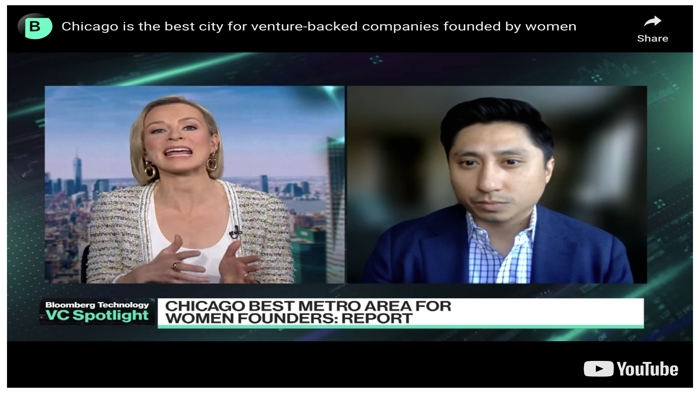 B
Chicago is the best city for venture-backed companies founded by women
Share
Bloomberg Technology
VC Spotlight
CHICAGO BEST METRO AREA FOR
WOMEN FOUNDERS: REPORT
YouTube